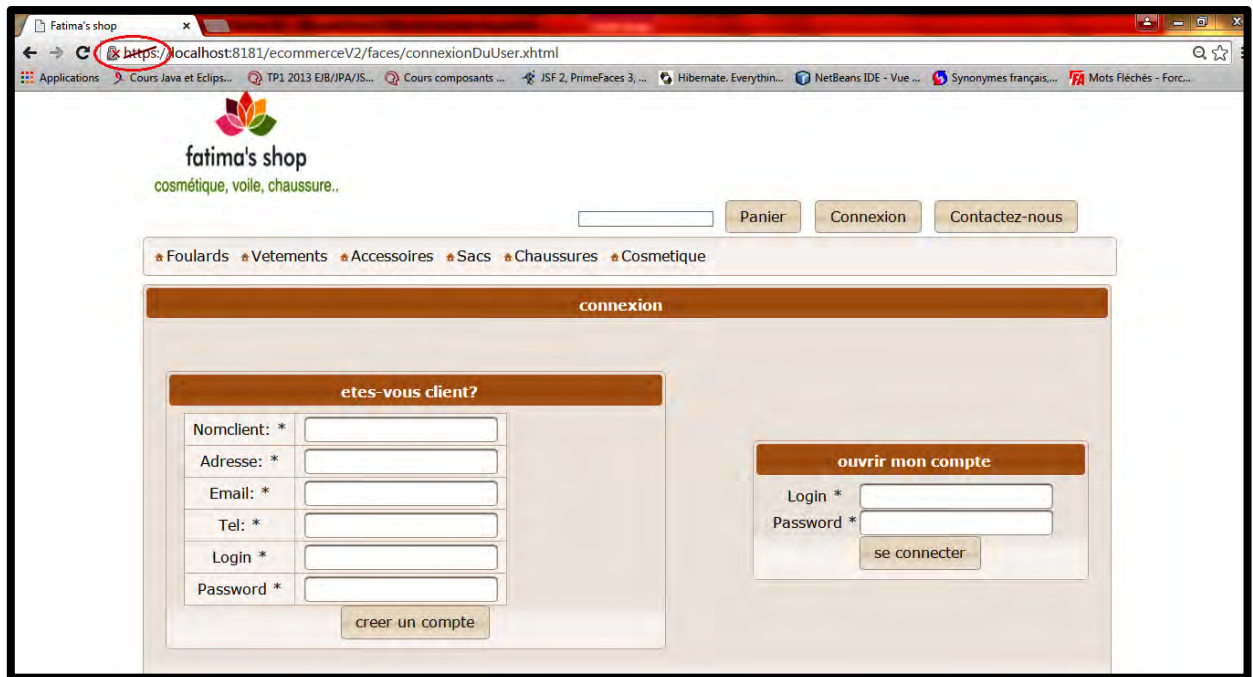 Fatima's shop
https://localhost:8181/ecommerceV2/faces/connexionDuUser.xhtml
Applications Cours Java et Eclips... TP1 2013 EJB/JPA/JS... Cours composants ... JSF 2, PrimeFaces 3, ... Hibernate. Everythin... NetBeans IDE - Vue ... Synonymes français,... Mots Fléchés - Forc...
fatima's shop
cosmétique, voile, chaussure..
Panier Connexion Contactez-nous
Foulards Vetements Accessoires Sacs Chaussures Cosmetique
connexion
etes-vous client?
Nomclient: *
Adresse: *
Email: *
Tel: *
Login *
Password *
creer un compte
ouvrir mon compte
Login *
Password *
se connecter